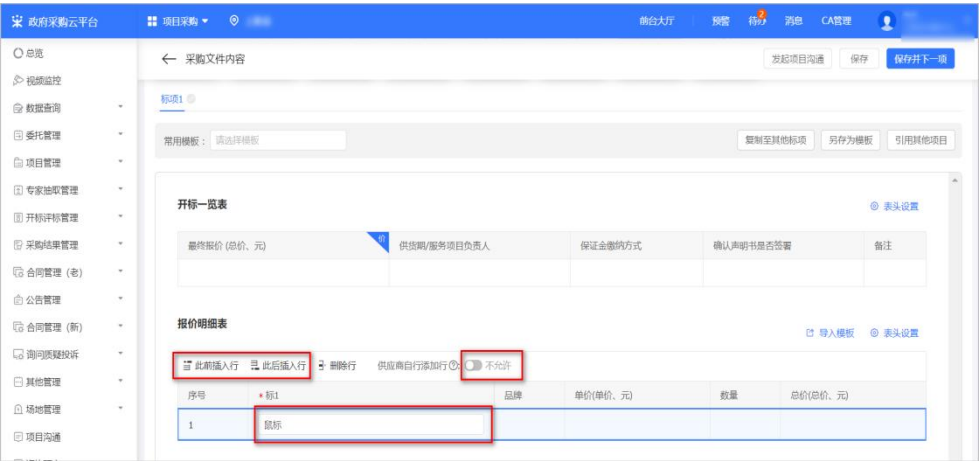 政府采购云平台 项目采购 前台大厅 预警 待办 2 消息 CA管理
总览
视频监控
数据查询
委托管理
项目管理
专家抽取管理
开标评标管理
采购结果管理
合同管理（老）
公告管理
合同管理（新）
询问质疑投诉
其他管理
场地管理
项目沟通
采购文件内容 发起项目沟通 保存 保存并下一项
标项1
常用模板： 请选择模板 复制至其他标项 另存为模板 引用其他项目
开标一览表 表头设置
最终报价 (总价、元) 价 供货期/服务项目负责人 保证金缴纳方式 确认声明书是否签署 备注
报价明细表 导入模板 表头设置
此前插入行 此后插入行 删除行 供应商自行添加行?: 不允许
序号 * 标1 品牌 单价(单价、元) 数量 总价(总价、元)
1 鼠标